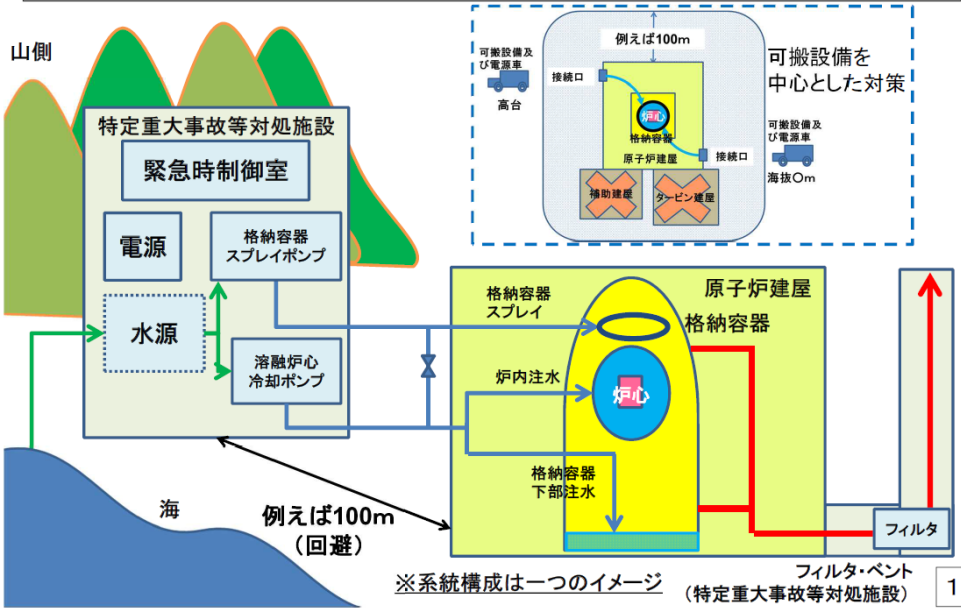 山側
特定重大事故等対処施設
緊急時制御室
電源
格納容器
スプレイポンプ
水源
溶融炉心
冷却ポンプ
海
例えば100m
(回避)
可搬設備及
び電源車
高台
例えば100m
接続口
炉心
格納容器
原子炉建屋
接続口
補助建屋
タービン建屋
可搬設備を
中心とした対策
可搬設備及
び電源車
海抜〇m
格納容器
スプレイ
原子炉建屋
格納容器
炉内注水
炉心
格納容器
下部注水
フィルタ
フィルタ・ベント
(特定重大事故等対処施設)
※系統構成は一つのイメージ
1